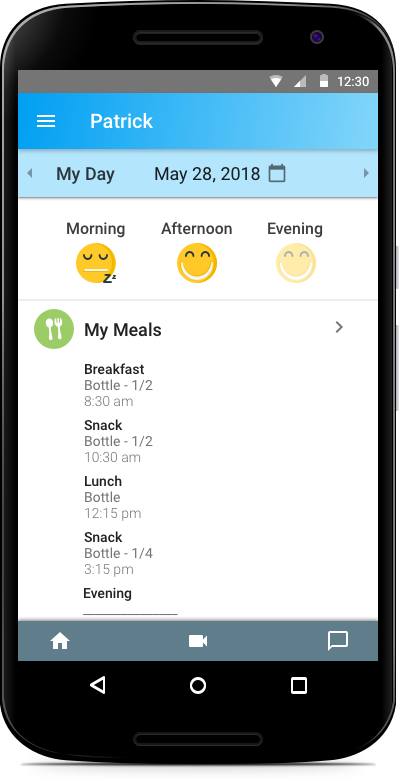 12:30
Patrick
My Day May 28, 2018
Morning Afternoon Evening
zz
My Meals
Breakfast
Bottle - 1/2
8:30 am
Snack
Bottle - 1/2
10:30 am
Lunch
Bottle
12:15 pm
Snack
Bottle - 1/4
3:15 pm
Evening